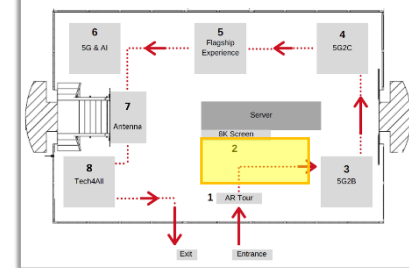 6
5G & AI
5
Flagship
Experience
4
5G2C
7
Antenna
Server
8K Screen
2
8
Tech4All
3
5G2B
1
AR Tour
Exit
Entrance